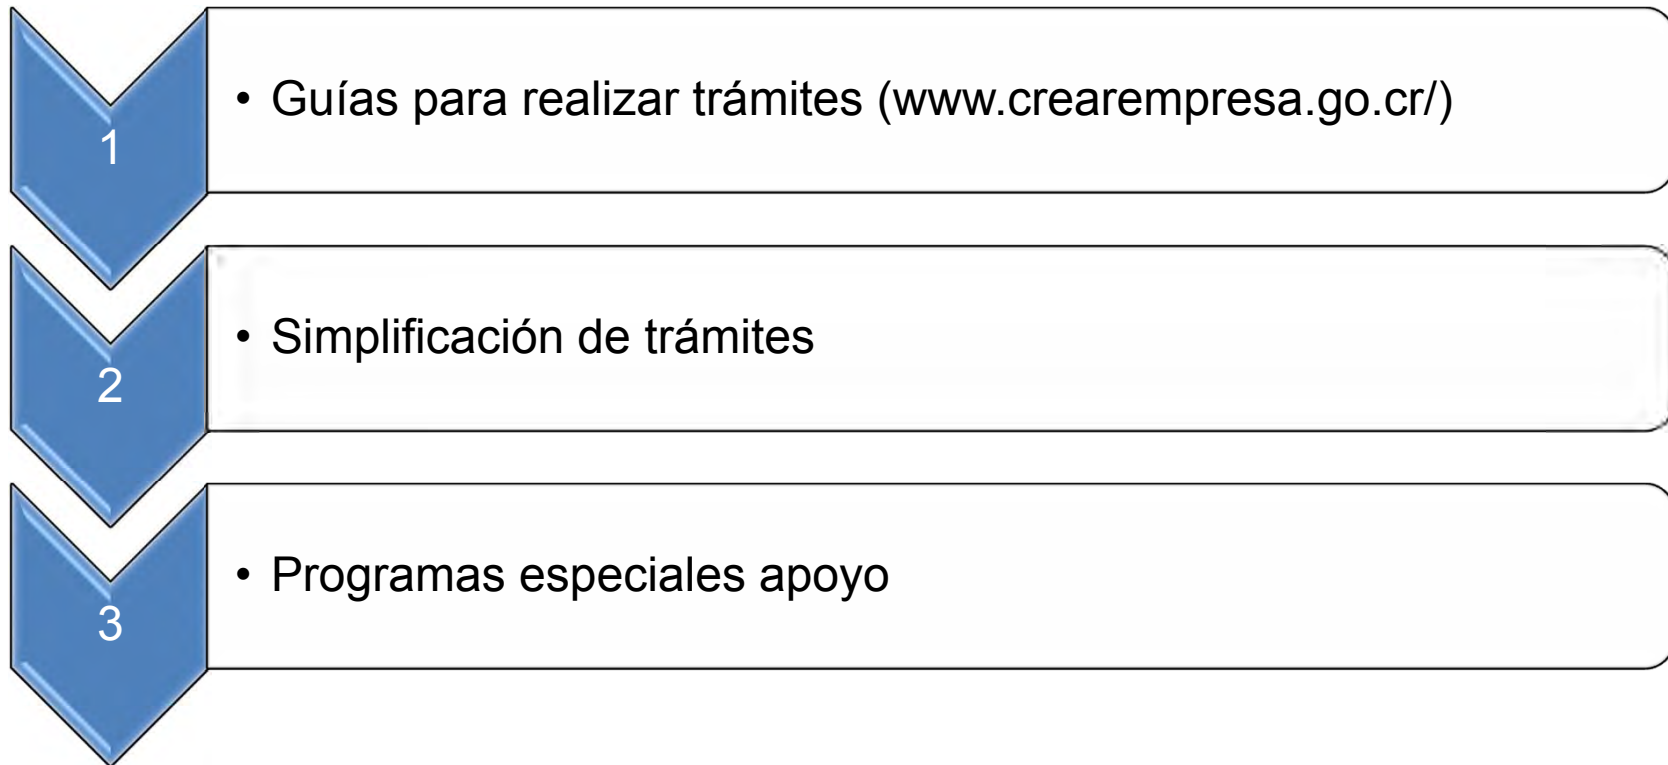 1
• Guías para realizar trámites (www.crearempresa.go.cr/)
2
• Simplificación de trámites
3
• Programas especiales apoyo